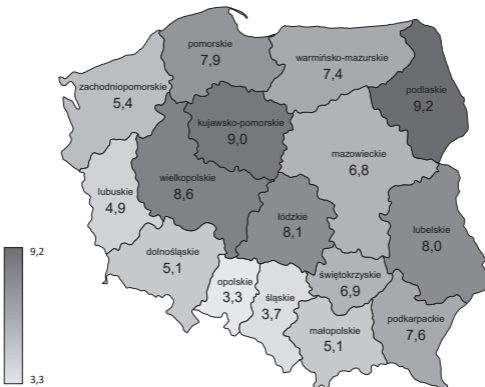 pomorskie
7,9
warmińsko-mazurskie
7,4
podlaskie
9,2
zachodniopomorskie
5,4
kujawsko-pomorskie
9,0
mazowieckie
6,8
wielkopolskie
8,6
lubuskie
4,9
łódzkie
8,1
lubelskie
8,0
dolnośląskie
5,1
opolskie
3,3
śląskie
3,7
świętokrzyskie
6,9
małopolskie
5,1
podkarpackie
7,6
9,2
3,3